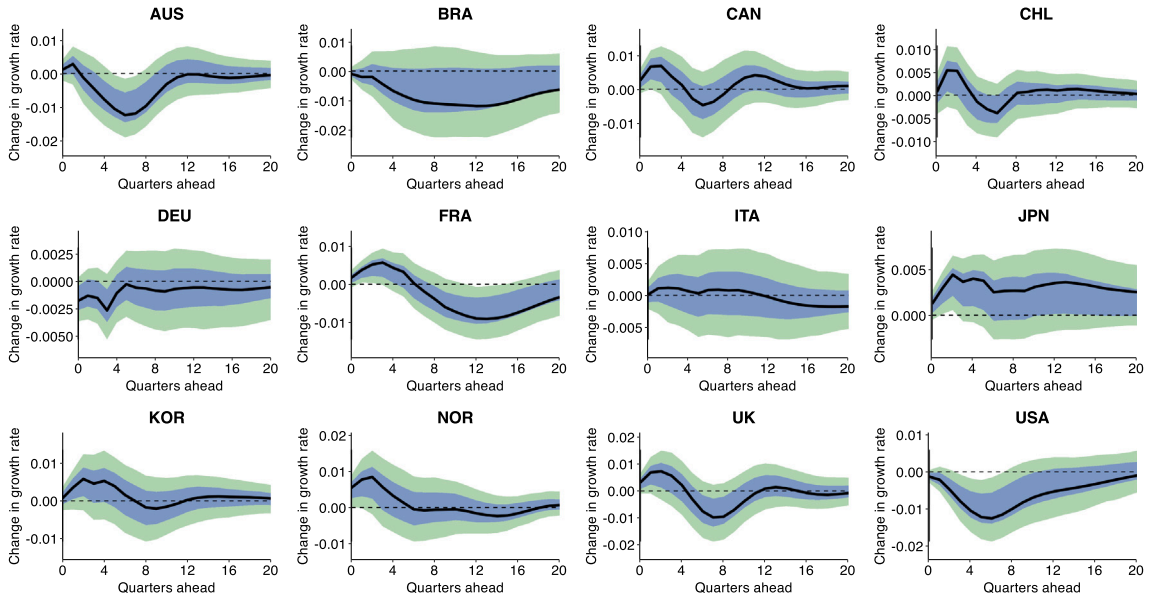 AUS
Change in growth rate
0.01
0.00
-0.01
-0.02
0 4 8 12 16 20
Quarters ahead
BRA
Change in growth rate
0.01
0.00
-0.01
-0.02
0 4 8 12 16 20
Quarters ahead
CAN
Change in growth rate
0.01
0.00
-0.01
0 4 8 12 16 20
Quarters ahead
CHL
Change in growth rate
0.010
0.005
0.000
-0.005
-0.010
0 4 8 12 16 20
Quarters ahead
DEU
Change in growth rate
0.0025
0.0000
-0.0025
-0.0050
0 4 8 12 16 20
Quarters ahead
FRA
Change in growth rate
0.01
0.00
-0.01
0 4 8 12 16 20
Quarters ahead
ITA
Change in growth rate
0.010
0.005
0.000
-0.005
0 4 8 12 16 20
Quarters ahead
JPN
Change in growth rate
0.005
0.000
0 4 8 12 16 20
Quarters ahead
KOR
Change in growth rate
0.01
0.00
-0.01
0 4 8 12 16 20
Quarters ahead
NOR
Change in growth rate
0.02
0.01
0.00
-0.01
0 4 8 12 16 20
Quarters ahead
UK
Change in growth rate
0.02
0.01
0.00
-0.01
-0.02
0 4 8 12 16 20
Quarters ahead
USA
Change in growth rate
0.01
0.00
-0.01
-0.02
0 4 8 12 16 20
Quarters ahead